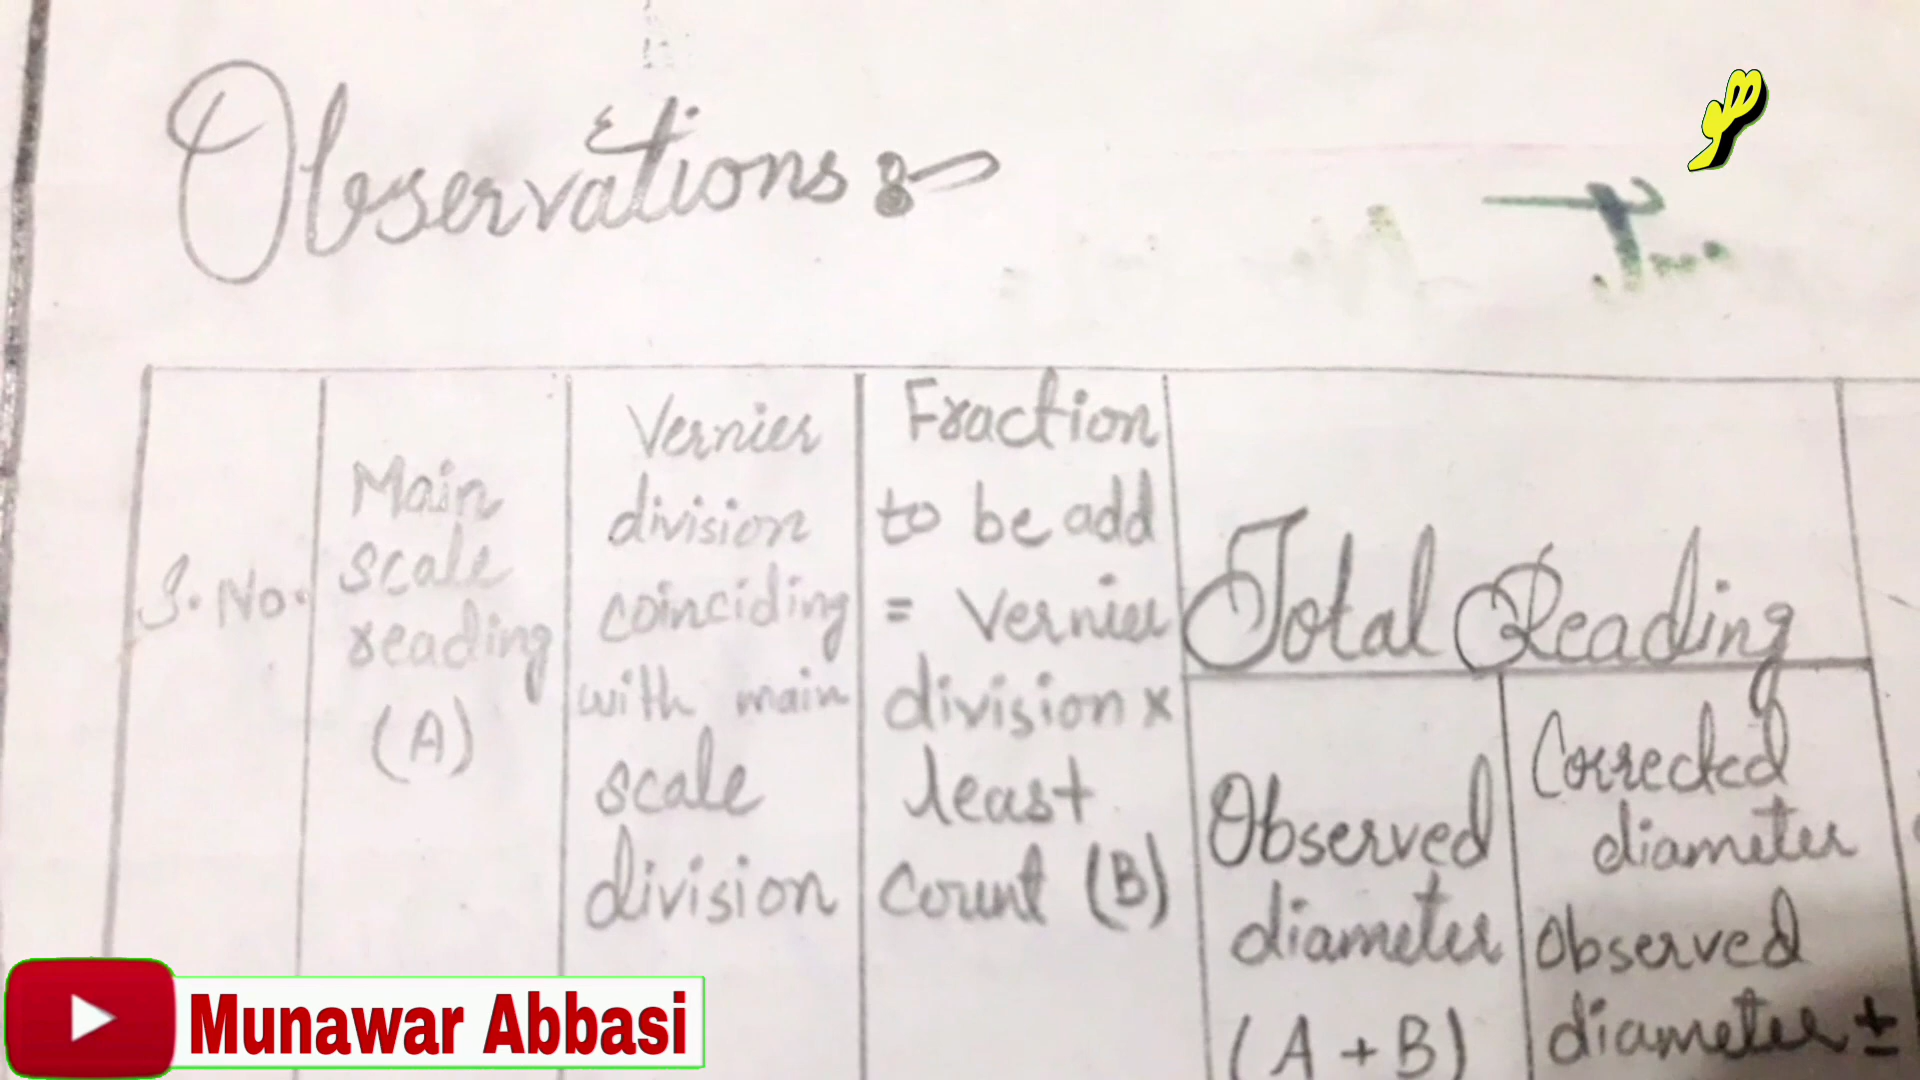 Observations :-
S. No.
Main
scale
reading
(A)
Vernier
division
coinciding
with main
scale
division
Fraction
to be add
= Vernier
division x
least
count (B)
Total Reading
Observed
diameter
(A + B)
Corrected
diameter
Observed
diameter ±
Munawar Abbasi